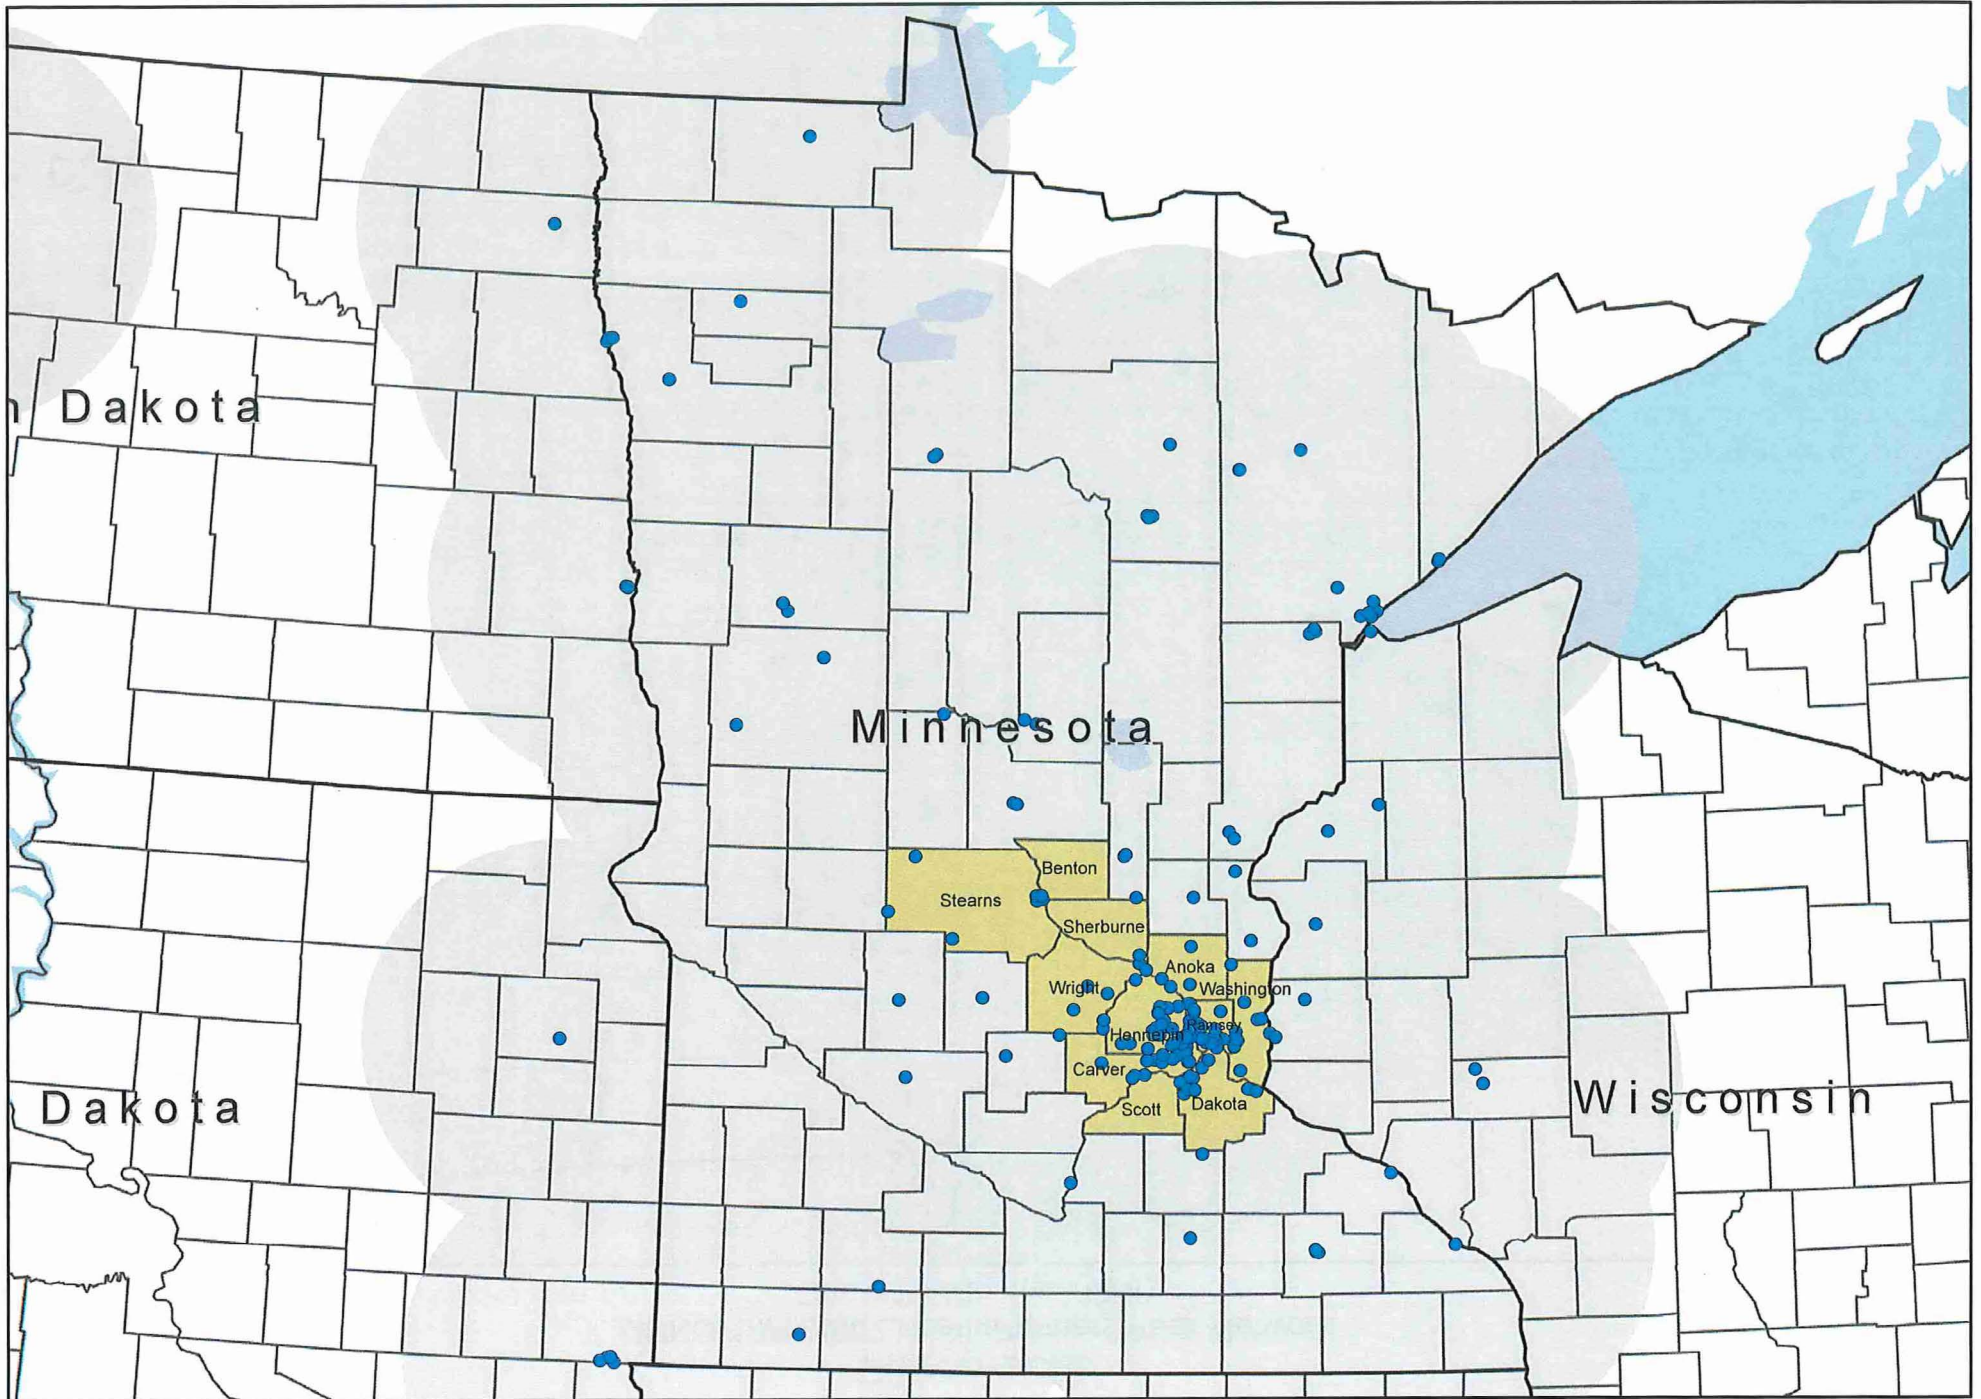 Dakota
Minnesota
Benton
Stearns
Sherburne
Anoka
Wright
Washington
Ramsey
Hennepin
Carver
Scott
Dakota
Dakota
Wisconsin